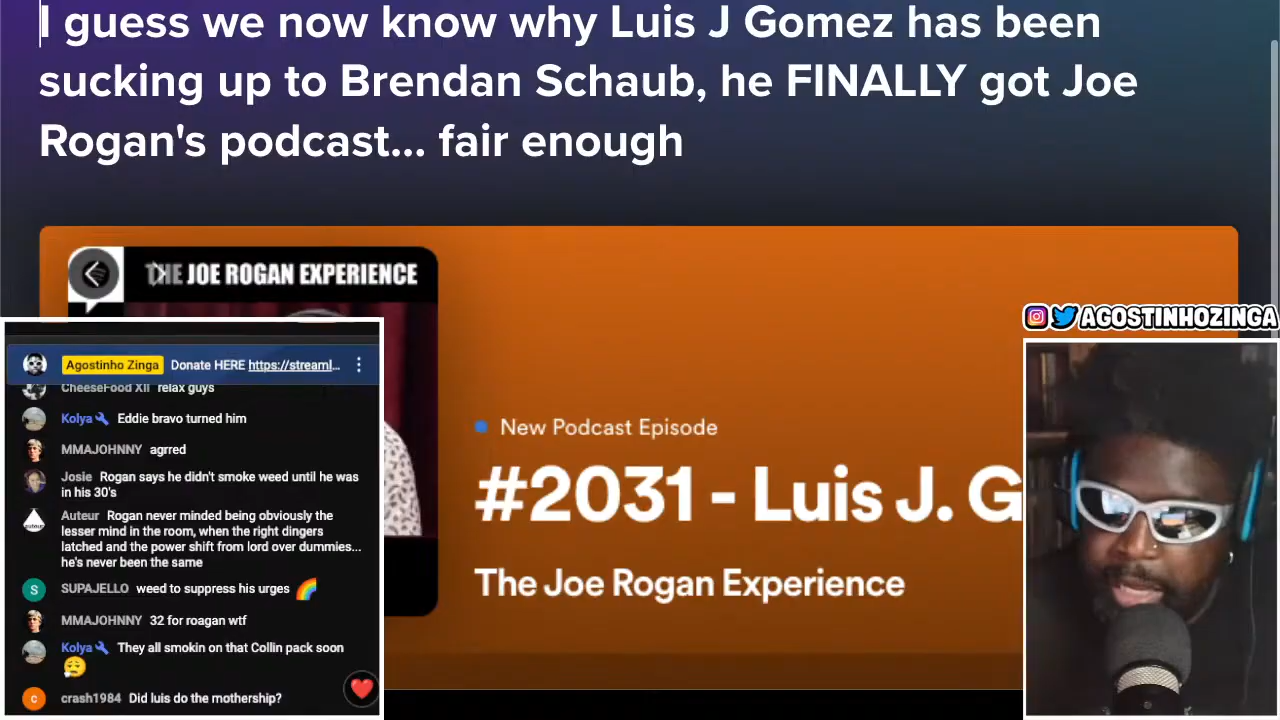 I guess we now know why Luis J Gomez has been
sucking up to Brendan Schaub, he FINALLY got Joe
Rogan's podcast... fair enough
THE JOE ROGAN EXPERIENCE
New Podcast Episode
#2031 - Luis J. G
The Joe Rogan Experience
AGOSTINHOZINGA
Agostinho Zinga Donate HERE https://streaml...
CheeseFood XII relax guys
Kolya Eddie bravo turned him
MMAJOHNNY agrred
Josie Rogan says he didn't smoke weed until he was
in his 30's
Auteur Rogan never minded being obviously the
lesser mind in the room, when the right dingers
latched and the power shift from lord over dummies...
he's never been the same
S SUPAJELLO weed to suppress his urges 🌈
MMAJOHNNY 32 for roagan wtf
Kolya They all smokin on that Collin pack soon
😮‍💨
c crash1984 Did luis do the mothership?